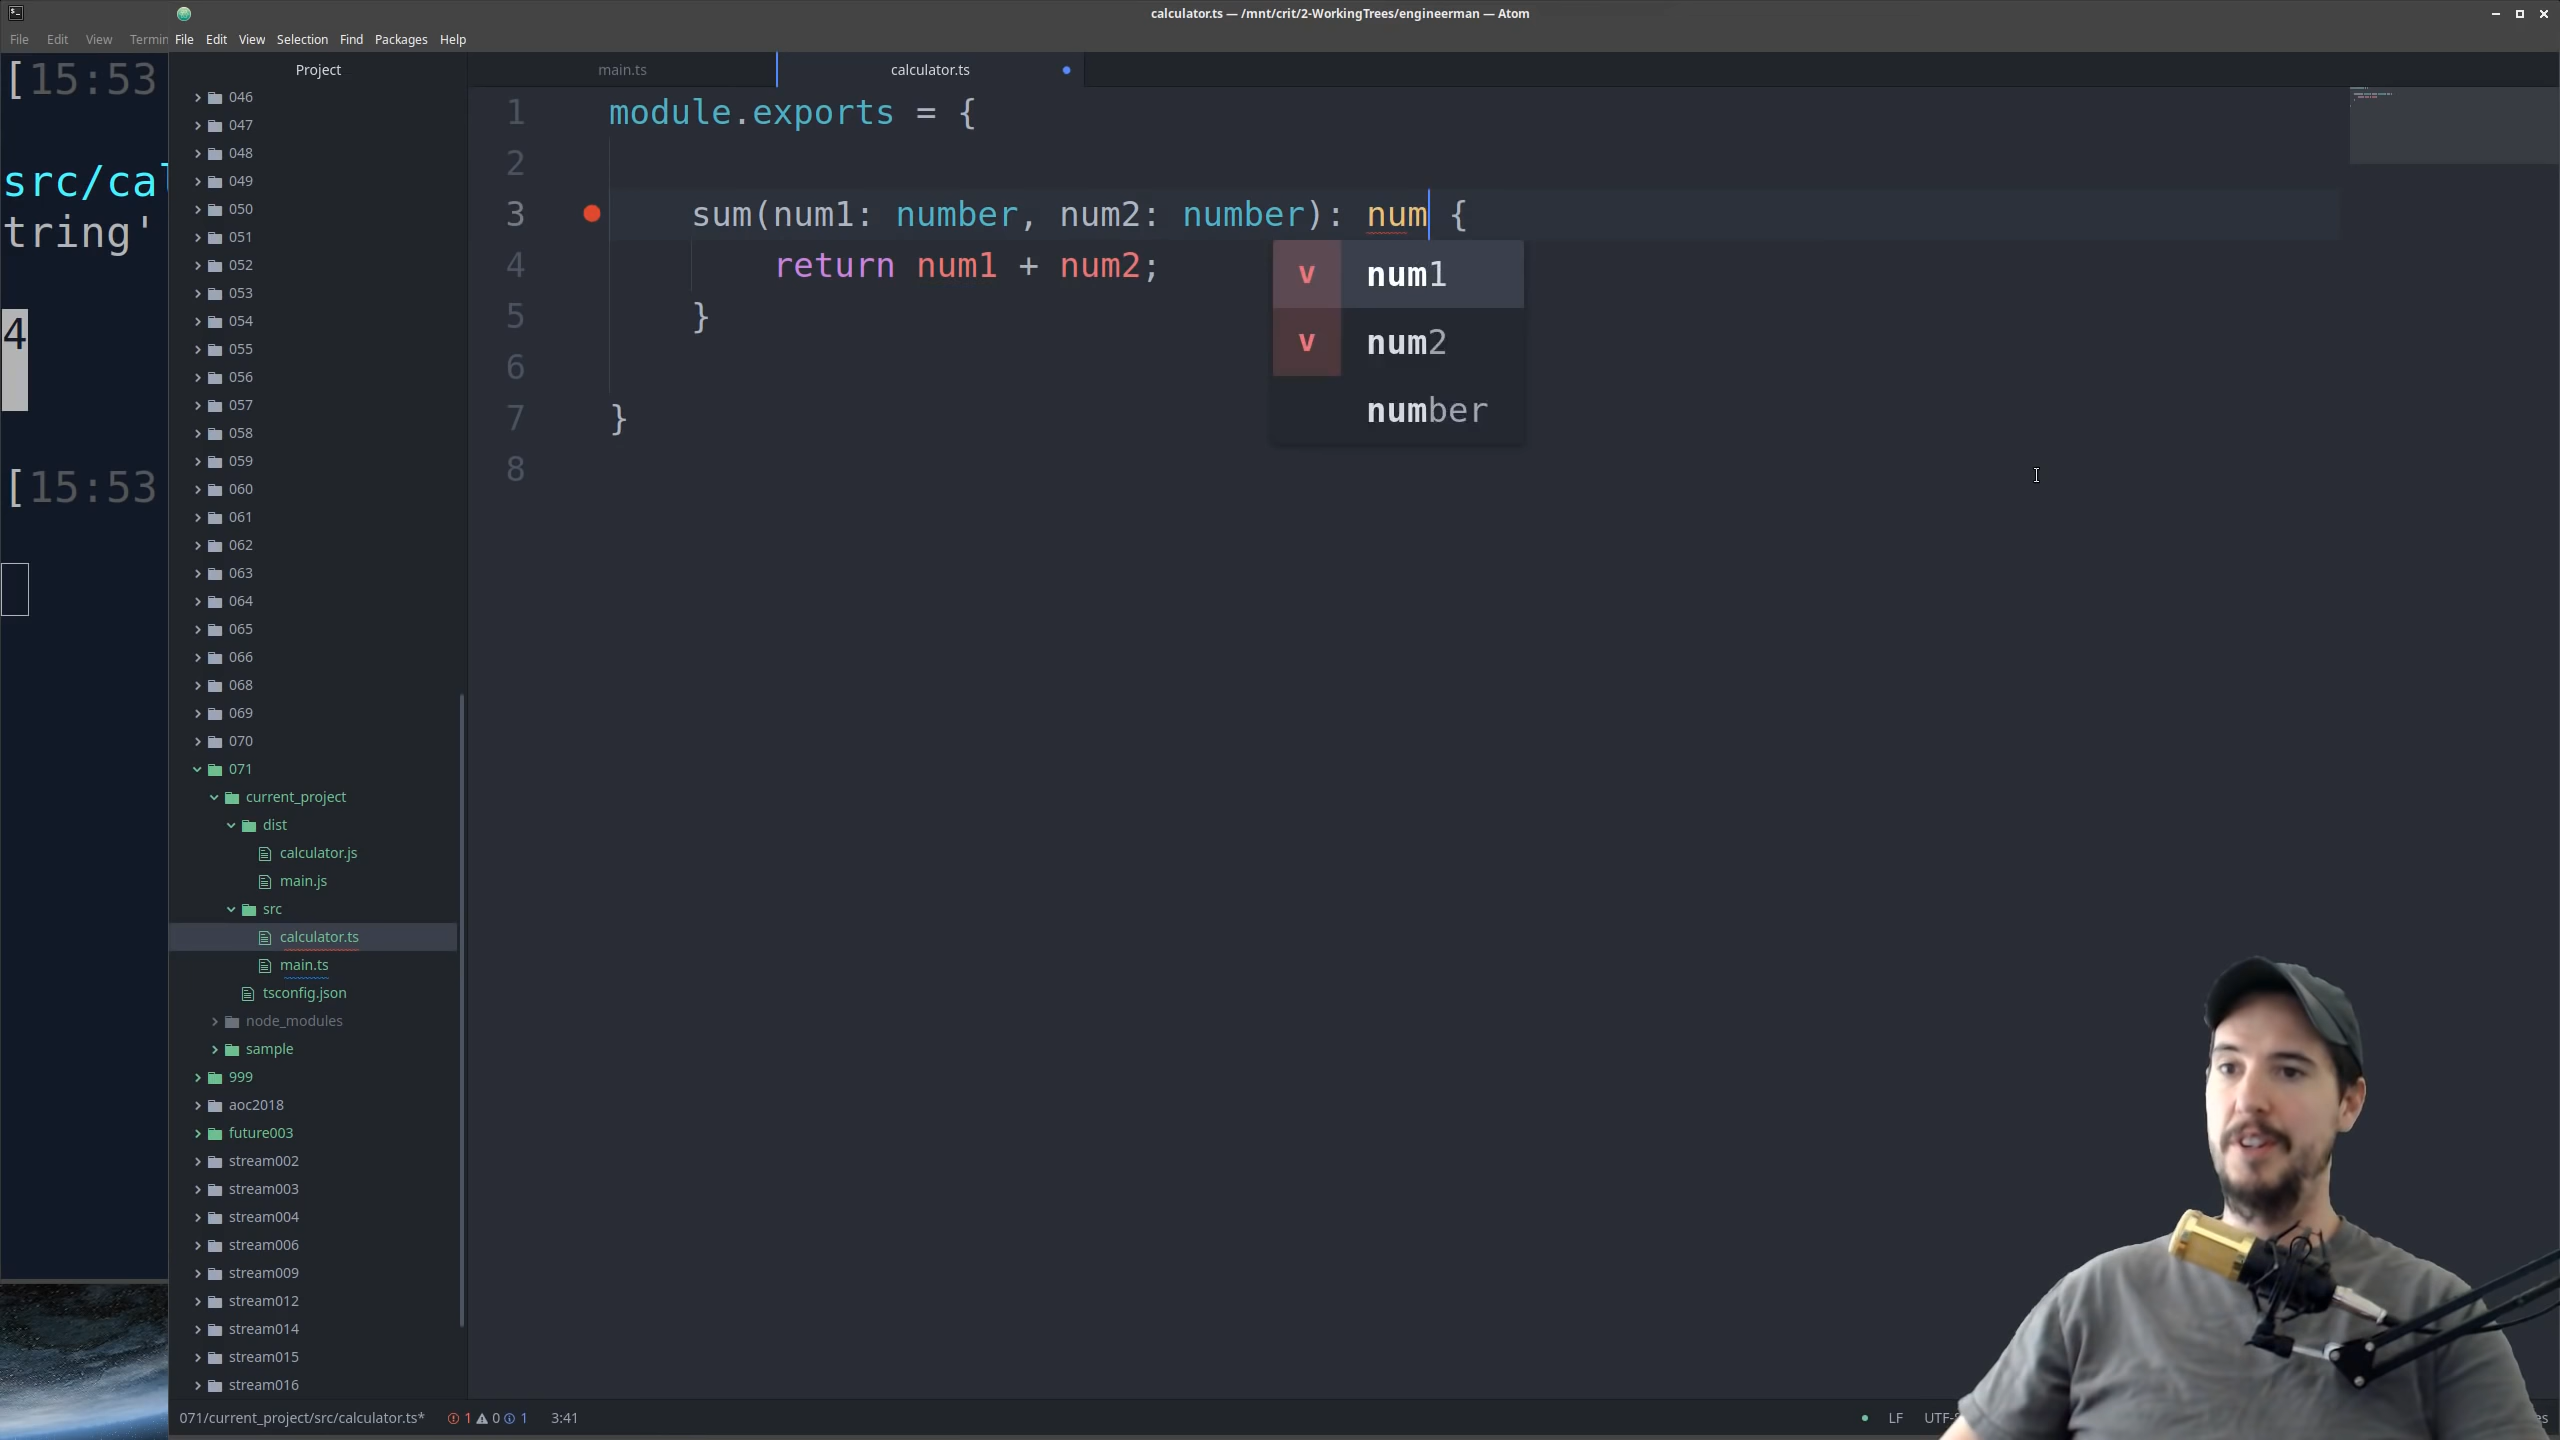 calculator.ts — /mnt/crit/2-WorkingTrees/engineerman — Atom
File Edit View Termin
File Edit View Selection Find Packages Help
[15:53
src/cal
tring'
4
[15:53
Project
046
047
048
049
050
051
052
053
054
055
056
057
058
059
060
061
062
063
064
065
066
068
069
070
071
current_project
dist
calculator.js
main.js
src
calculator.ts
main.ts
tsconfig.json
node_modules
sample
999
aoc2018
future003
stream002
stream003
stream004
stream006
stream009
stream012
stream014
stream015
stream016
main.ts calculator.ts
1 module.exports = {
2
3 sum(num1: number, num2: number): num {
4 return num1 + num2;
5 }
6
7 }
8
v num1
v num2
number
071/current_project/src/calculator.ts* 1 0 1 3:41 LF UTF-